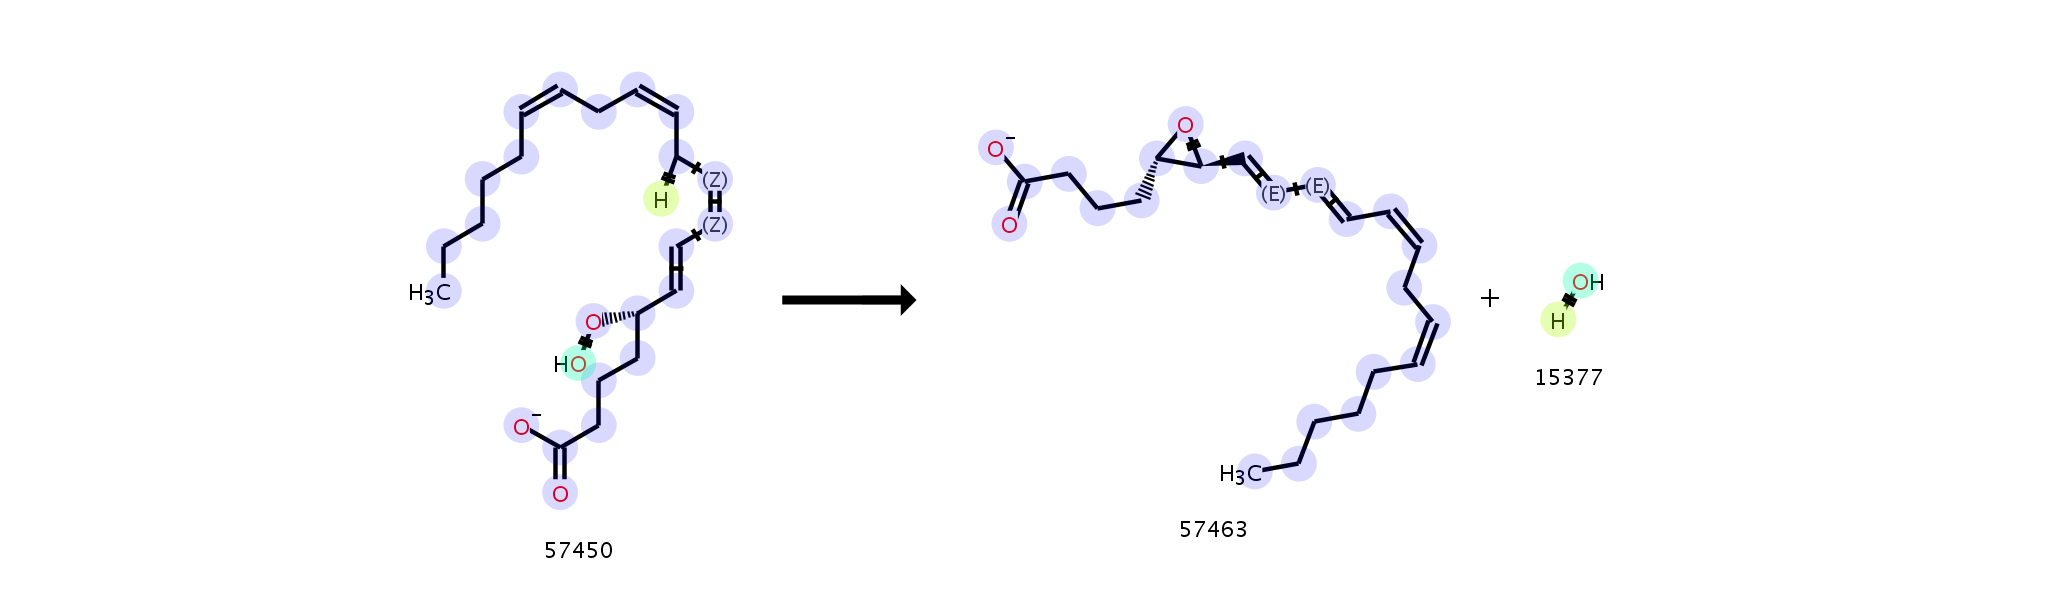 (Z)
H
(Z)
H3C
O
HO
O−
O
57450
O
O−
O
(E)
(E)
H3C
57463
+
OH
H
15377